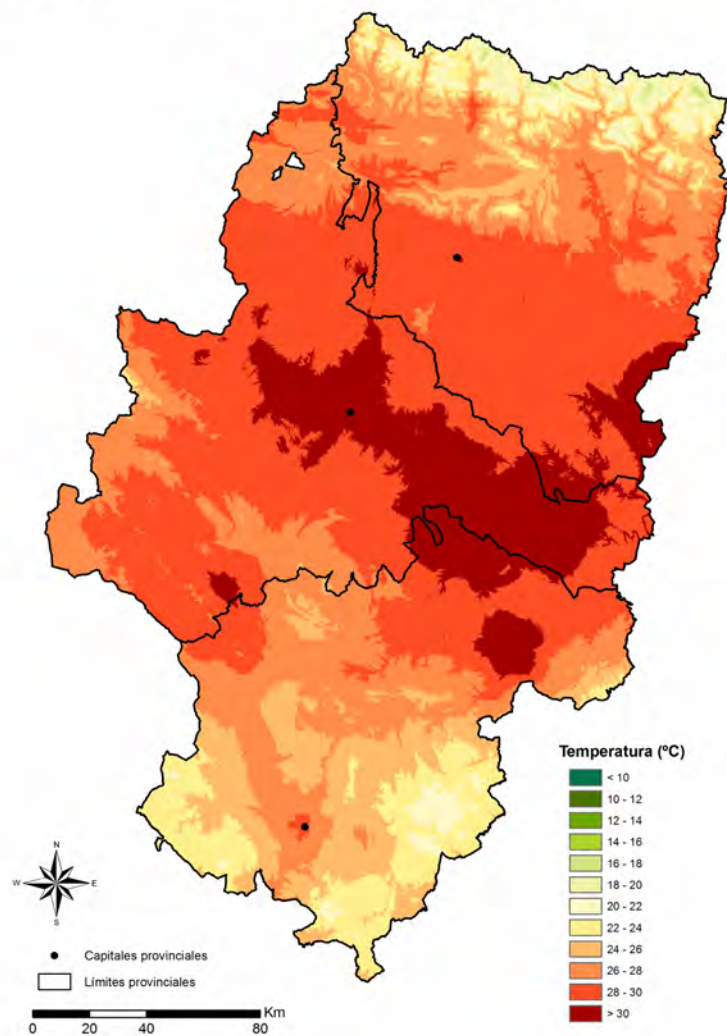 Temperatura (ºC)
< 10
10 - 12
12 - 14
14 - 16
16 - 18
18 - 20
20 - 22
22 - 24
24 - 26
26 - 28
28 - 30
> 30
N
W E
S
Capitales provinciales
Límites provinciales
Km
0 20 40 80